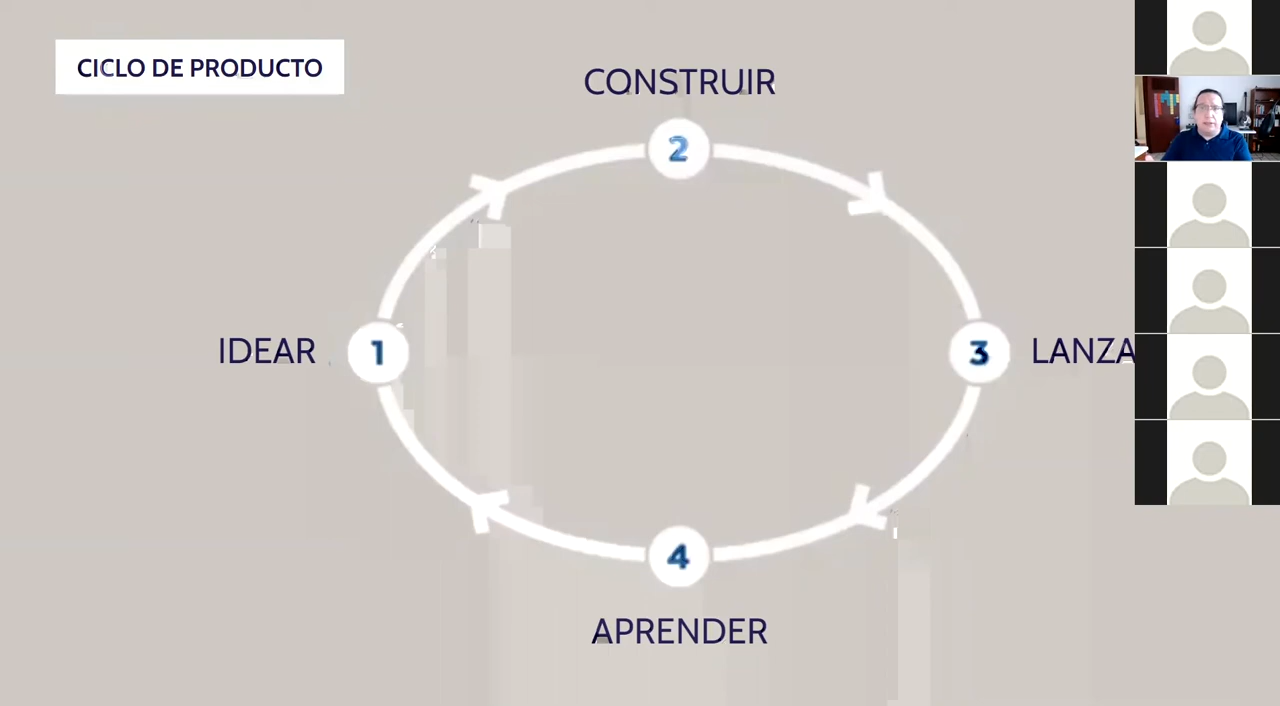 CICLO DE PRODUCTO
CONSTRUIR
2
IDEAR
1
3
LANZA
4
APRENDER